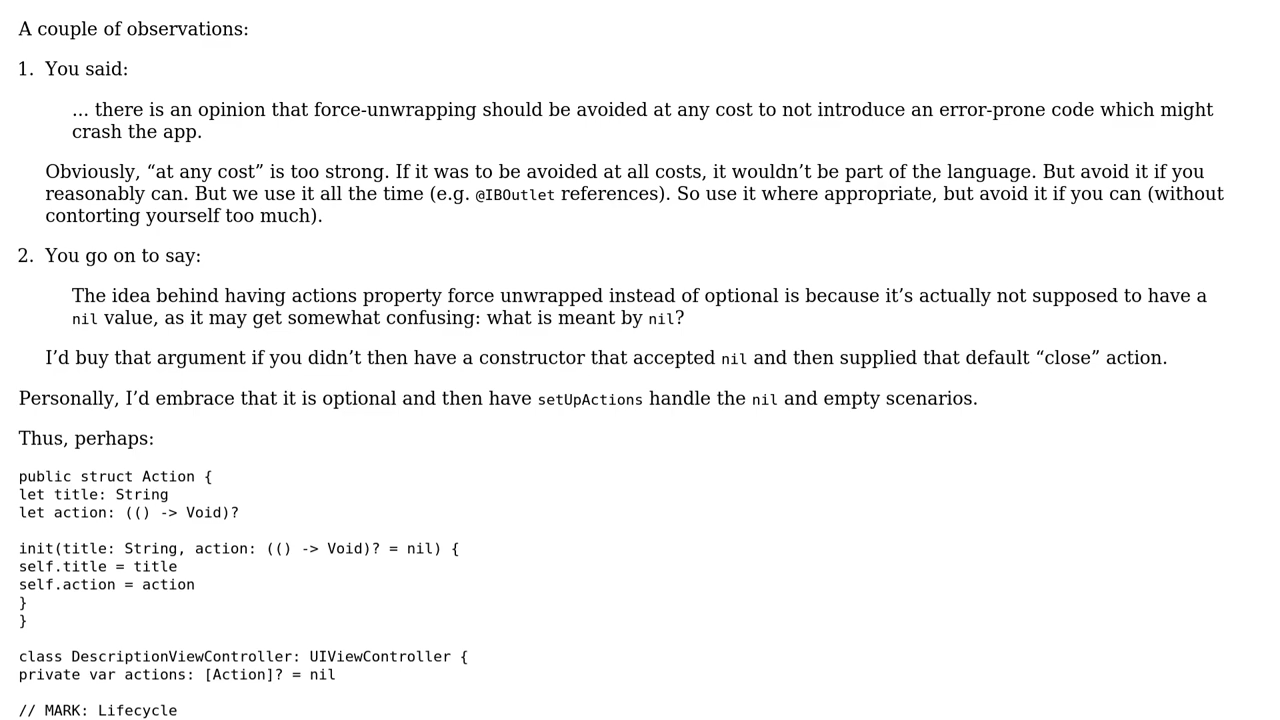 A couple of observations:
1. You said:
... there is an opinion that force-unwrapping should be avoided at any cost to not introduce an error-prone code which might
crash the app.
Obviously, “at any cost” is too strong. If it was to be avoided at all costs, it wouldn’t be part of the language. But avoid it if you
reasonably can. But we use it all the time (e.g. @IBOutlet references). So use it where appropriate, but avoid it if you can (without
contorting yourself too much).
2. You go on to say:
The idea behind having actions property force unwrapped instead of optional is because it’s actually not supposed to have a
nil value, as it may get somewhat confusing: what is meant by nil?
I’d buy that argument if you didn’t then have a constructor that accepted nil and then supplied that default “close” action.
Personally, I’d embrace that it is optional and then have setUpActions handle the nil and empty scenarios.
Thus, perhaps:
public struct Action {
let title: String
let action: (() -> Void)?
init(title: String, action: (() -> Void)? = nil) {
self.title = title
self.action = action
}
}
class DescriptionViewController: UIViewController {
private var actions: [Action]? = nil
// MARK: Lifecycle